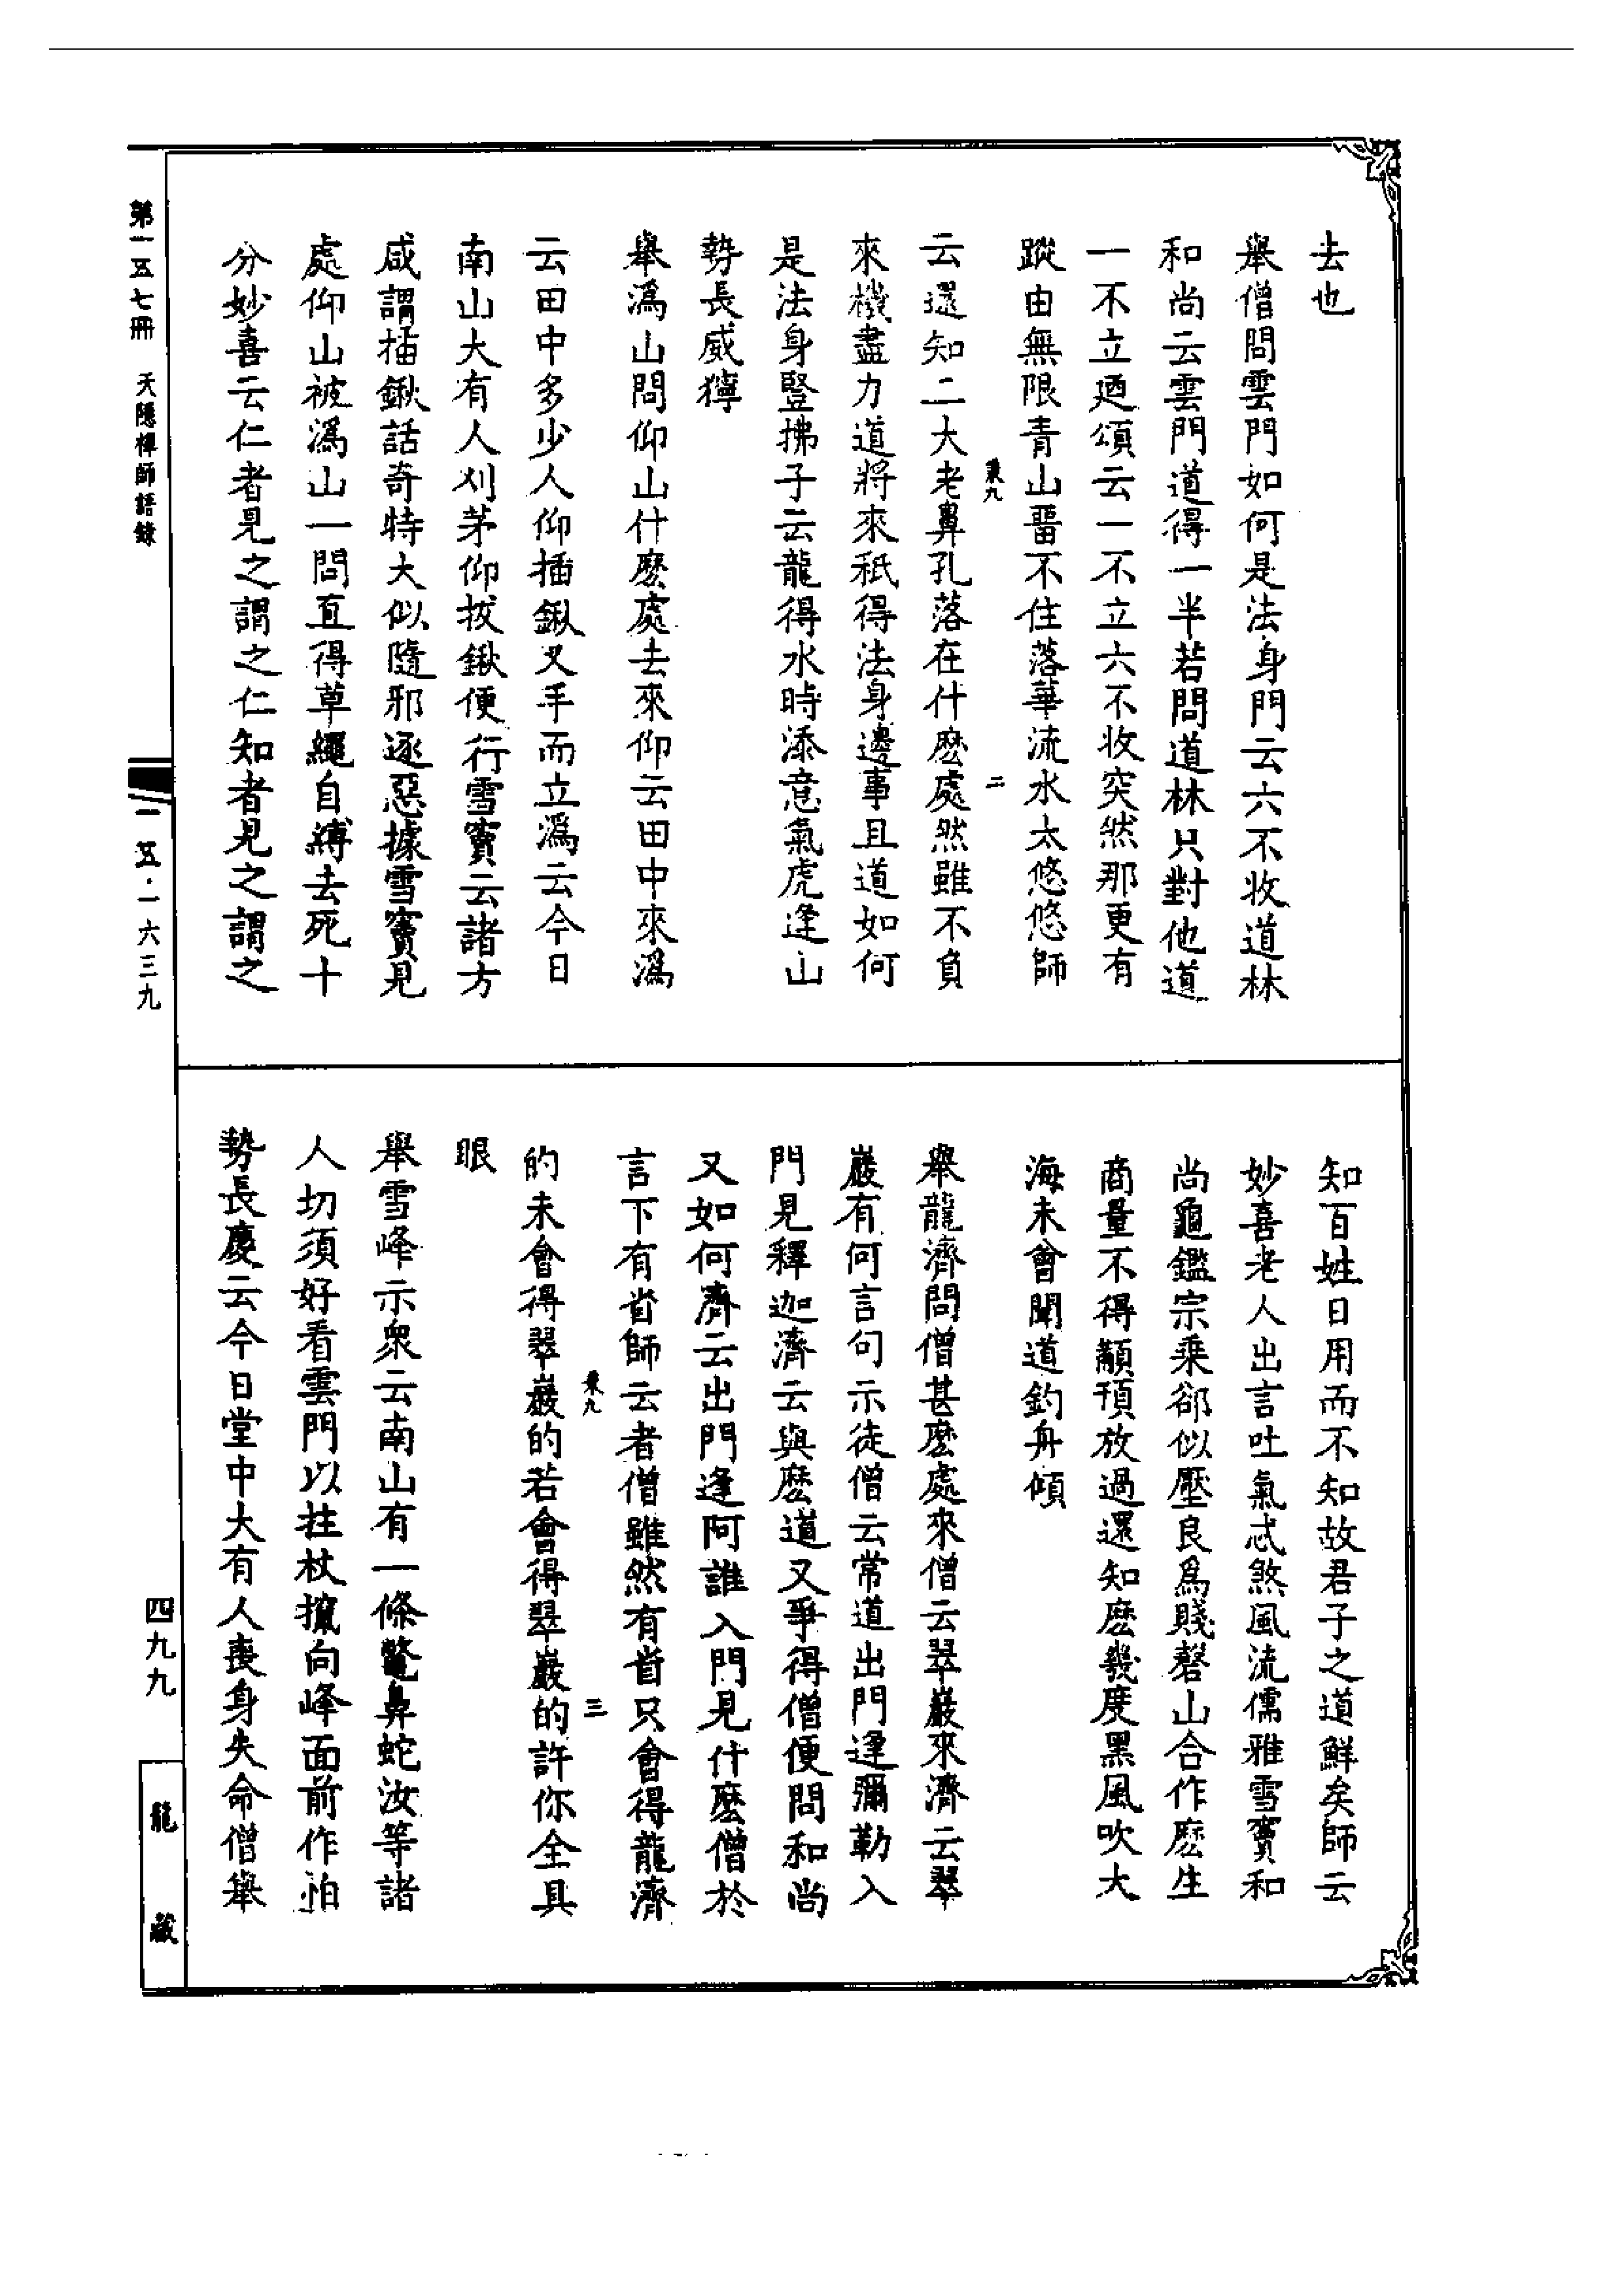 去也
舉僧問雲門如何是法身門云六不收道林
和尚云雲門道得一半若問道林只對他道
一不立廼頌云一不立六不收突然那更有
蹤由無限青山畱不住落華流水太悠悠師
云還知二大老鼻孔落在什麽處然雖不負
來機盡力道將來秖得法身邊事且道如何
是法身豎拂子云龍得水時添意氣虎逢山
勢長威獰
舉潙山問仰山什麽處去來仰云田中來潙
云田中多少人仰插鍬叉手而立潙云今日
南山大有人刈茅仰拔鍬便行雪竇云諸方
咸謂插鍬話奇特大似隨邪逐惡據雪竇見
處仰山被潙山一問直得草繩自縛去死十
分妙喜云仁者見之謂之仁知者見之謂之
知百姓日用而不知故君子之道鮮矣師云
妙喜老人出言吐氣忒煞風流儒雅雪竇和
尚龜鑑宗乘郤似壓良為賤磬山合作麽生
商量不得顢頇放過還知麽幾度黑風吹大
海未曾聞道釣舟傾
舉龍濟問僧甚麽處來僧云翠巖來濟云翠
巖有何言句示徒僧云常道出門逢彌勒入
門見釋迦濟云與麽道又爭得僧便問和尚
又如何濟云出門逢阿誰入門見什麽僧於
言下有省師云者僧雖然有省只會得龍濟
的未會得翠巖的若會得翠巖的許你全具
眼
舉雪峰示衆云南山有一條鼈鼻蛇汝等諸
人切須好看雲門以拄杖攛向峰面前作怕
勢長慶云今日堂中大有人喪身失命僧舉
第一五七冊 天隱禪師語錄
一五·一六三九
四九九
龍藏
二
三